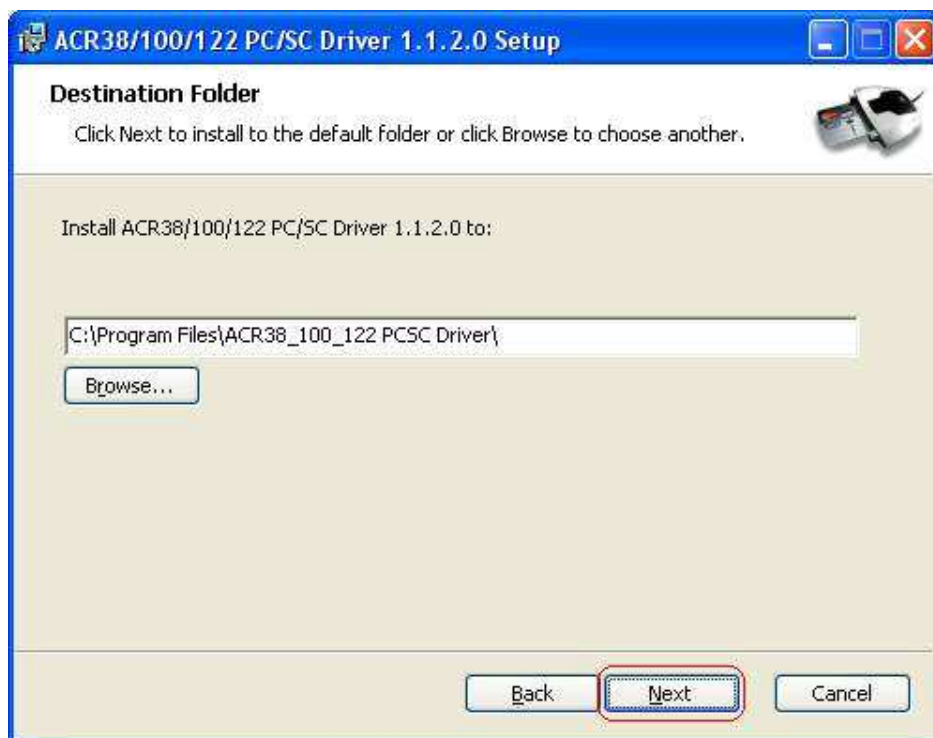 ACR38/100/122 PC/SC Driver 1.1.2.0 Setup
Destination Folder
Click Next to install to the default folder or click Browse to choose another.
Install ACR38/100/122 PC/SC Driver 1.1.2.0 to:
C:\Program Files\ACR38_100_122 PCSC Driver\
Browse...
Back Next Cancel